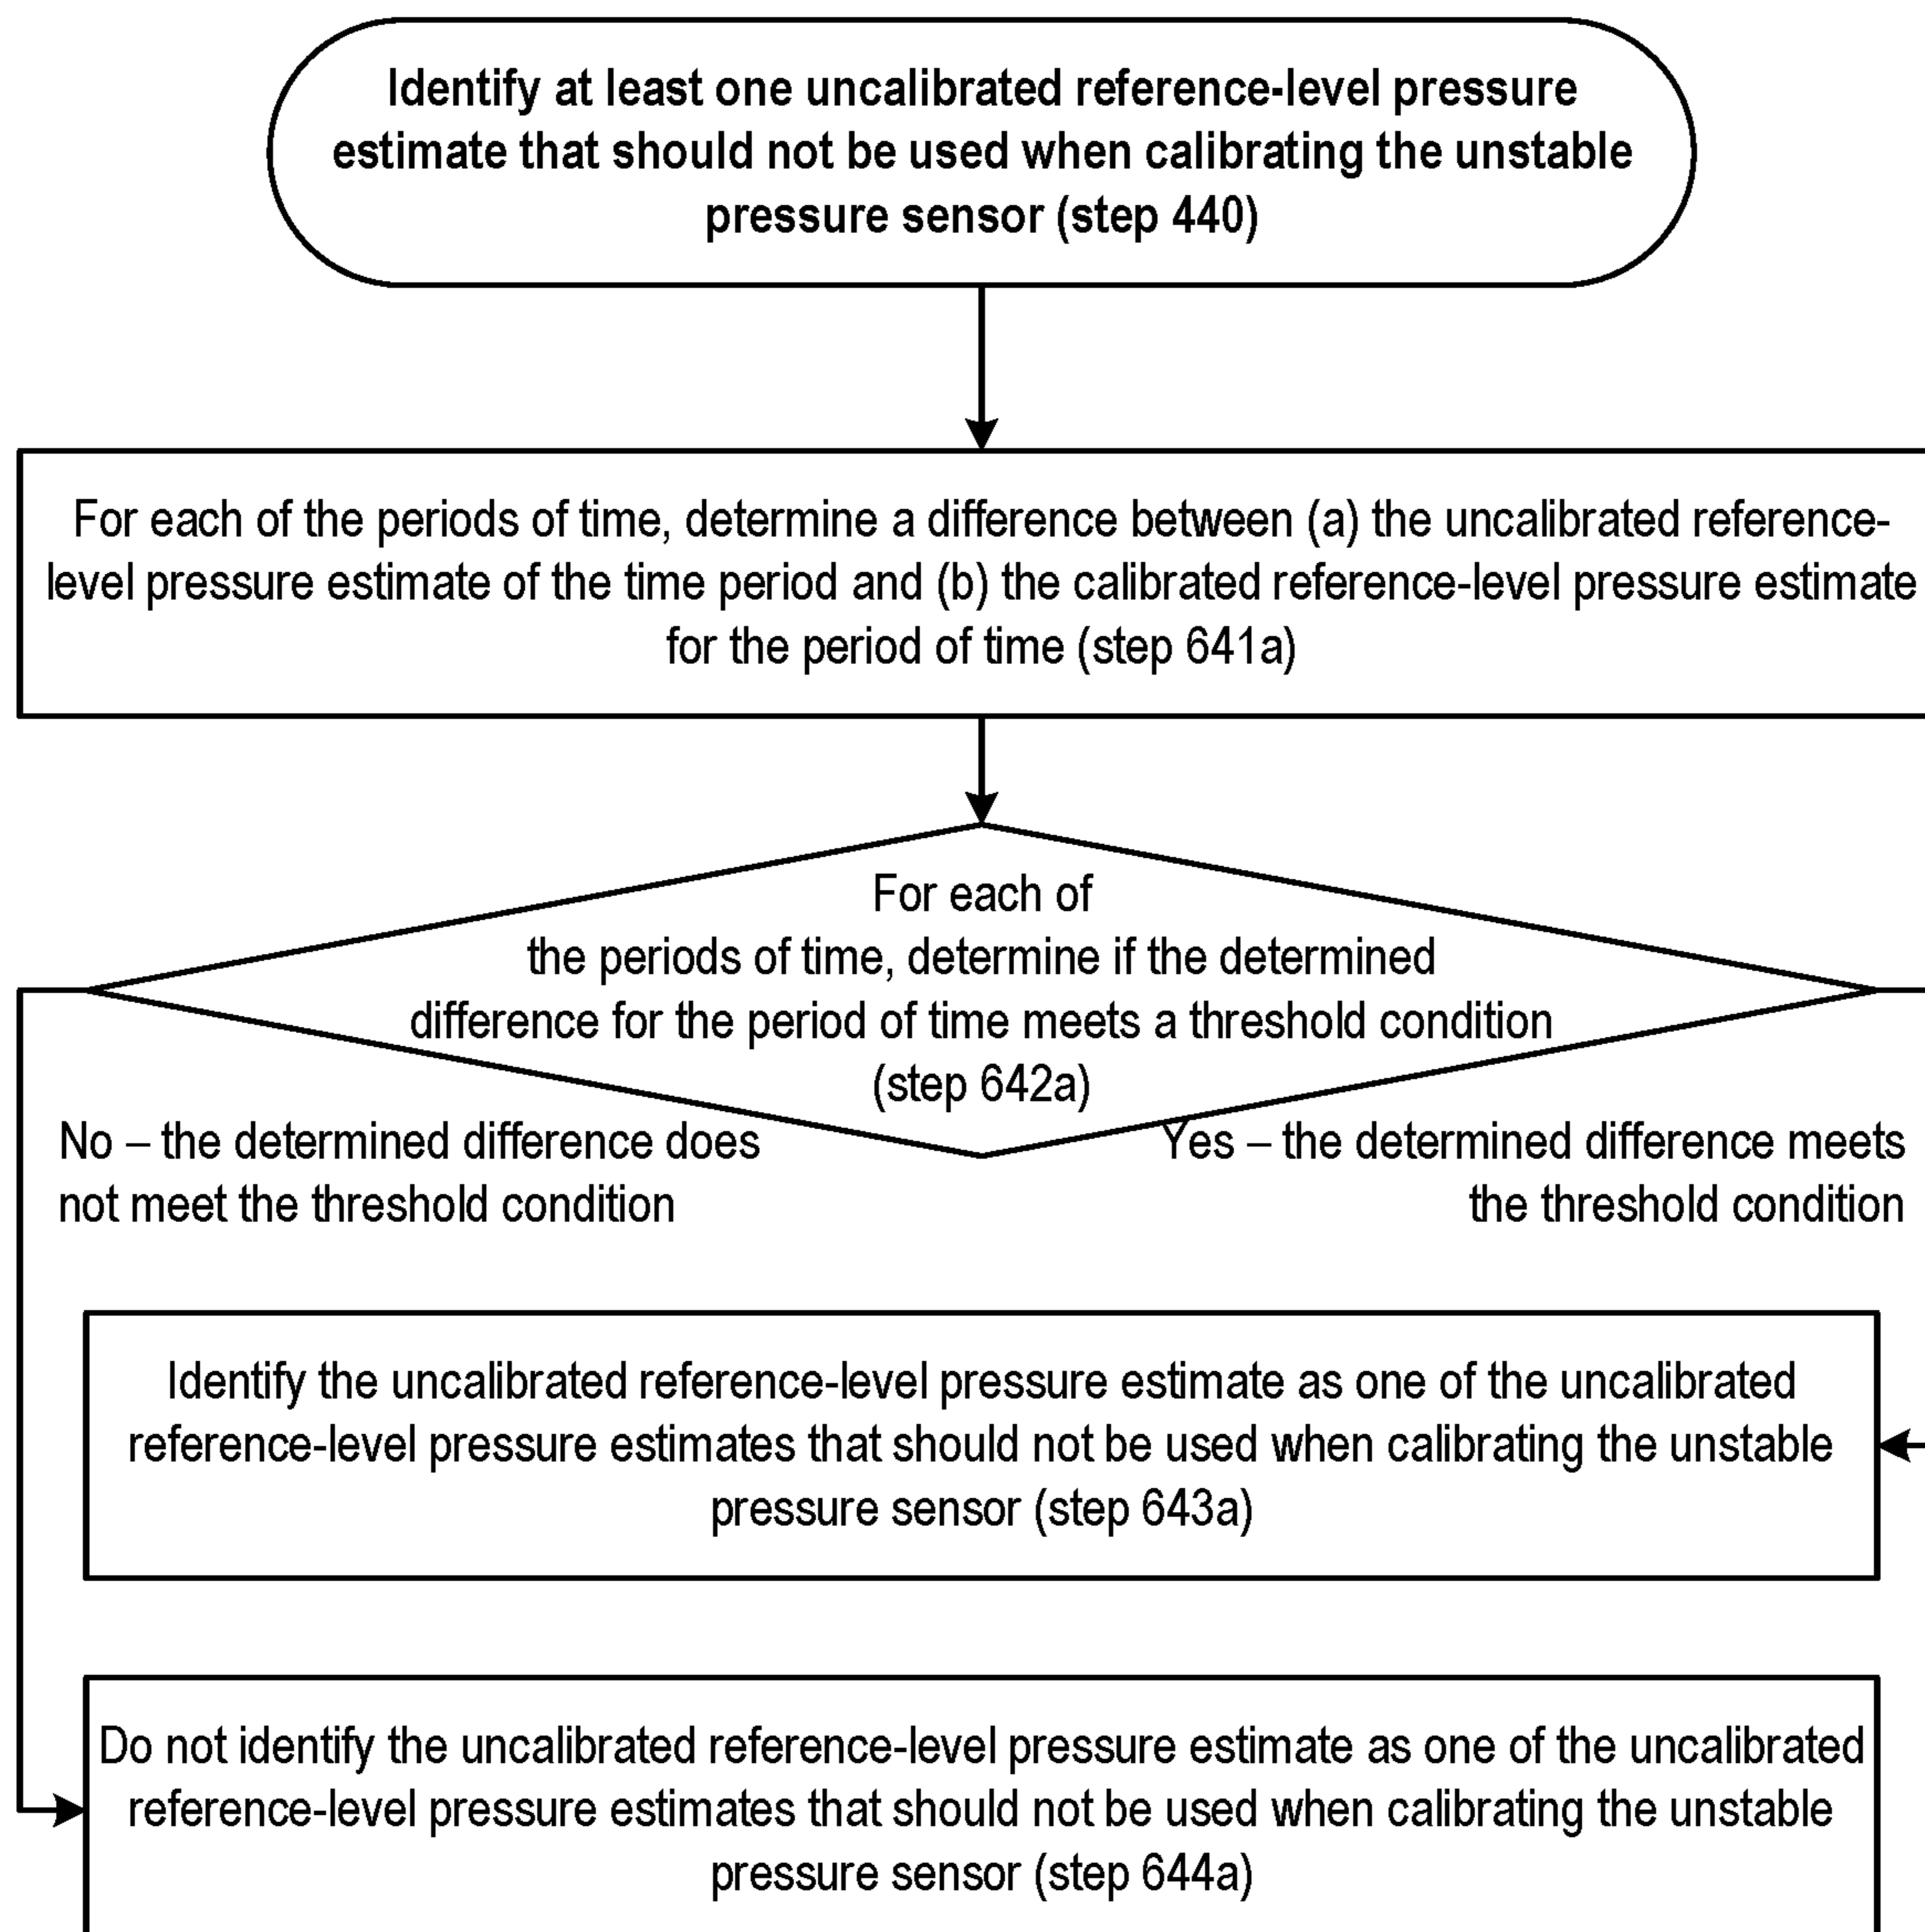 Identify at least one uncalibrated reference-level pressure
estimate that should not be used when calibrating the unstable
pressure sensor (step 440)
For each of the periods of time, determine a difference between (a) the uncalibrated reference-
level pressure estimate of the time period and (b) the calibrated reference-level pressure estimate
for the period of time (step 641a)
For each of
the periods of time, determine if the determined
difference for the period of time meets a threshold condition
(step 642a)
No – the determined difference does
not meet the threshold condition
Yes – the determined difference meets
the threshold condition
Identify the uncalibrated reference-level pressure estimate as one of the uncalibrated
reference-level pressure estimates that should not be used when calibrating the unstable
pressure sensor (step 643a)
Do not identify the uncalibrated reference-level pressure estimate as one of the uncalibrated
reference-level pressure estimates that should not be used when calibrating the unstable
pressure sensor (step 644a)